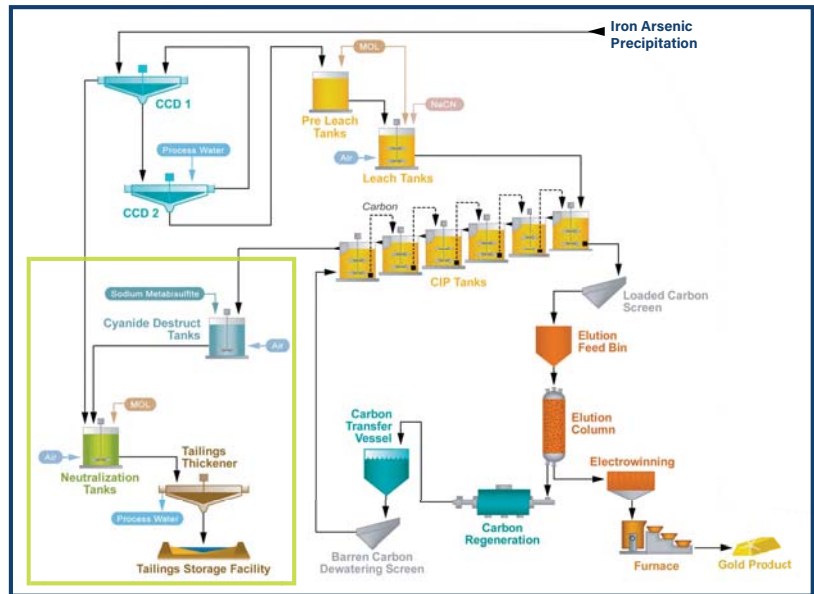 Iron Arsenic
Precipitation
MOL
CCD 1
NaCN
Pre Leach
Tanks
Process Water
Air
Leach Tanks
CCD 2
Carbon
CIP Tanks
Sodium Metabisulfite
Loaded Carbon
Screen
Cyanide Destruct
Tanks
Air
Elution
Feed Bin
MOL
Carbon
Transfer
Vessel
Elution
Column
Tailings
Thickener
Air
Electrowinning
Neutralization
Tanks
Process Water
Carbon
Regeneration
Barren Carbon
Dewatering Screen
Tailings Storage Facility
Furnace
Gold Product